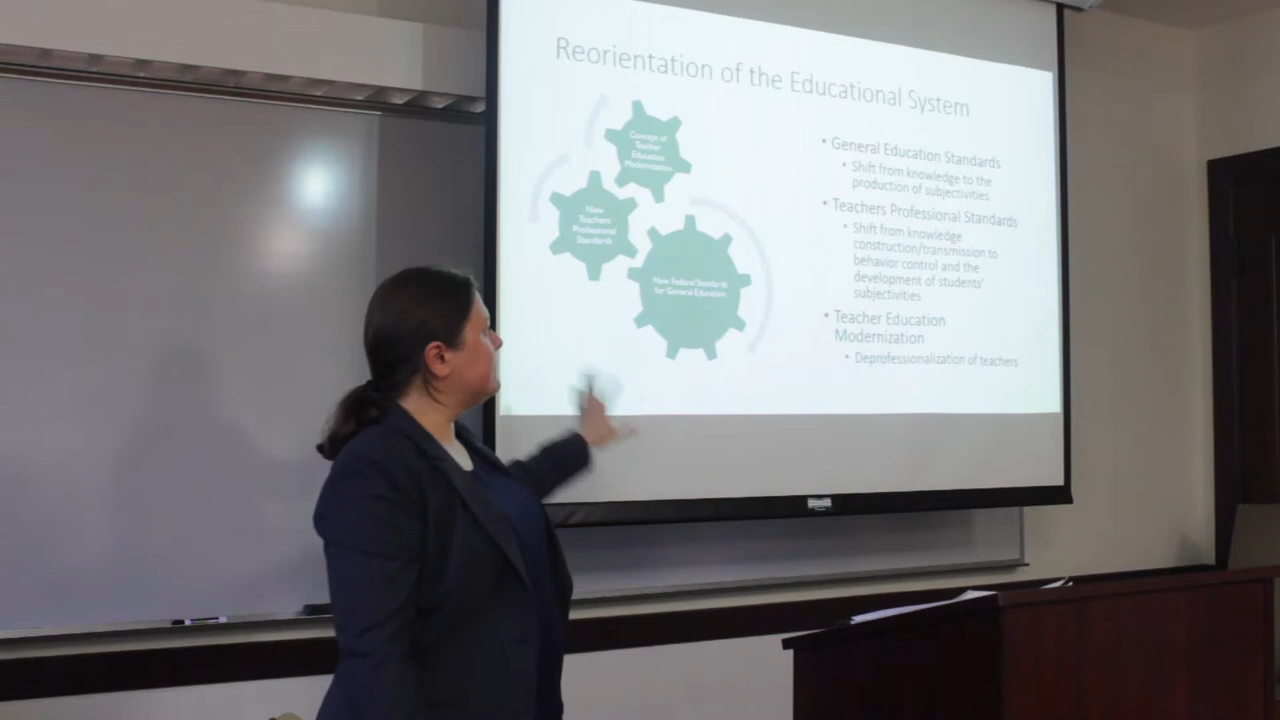 Reorientation of the Educational System
Concept of
Teacher
Education
Modernization
New
Teachers
Professional
Standards
New Federal Standards
for General Education
• General Education Standards
• Shift from knowledge to the
production of subjectivities
• Teachers Professional Standards
• Shift from knowledge
construction/transmission to
behavior control and the
development of students'
subjectivities
• Teacher Education
Modernization
• Deprofessionalization of teachers